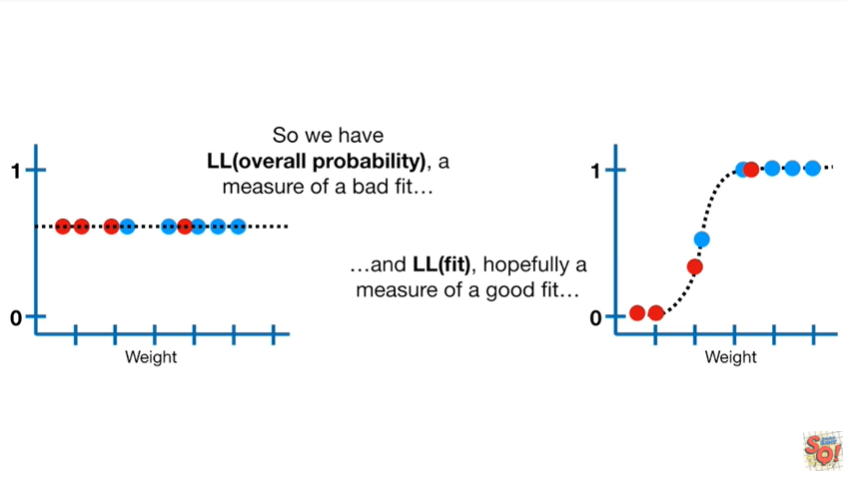 So we have
LL(overall probability), a
measure of a bad fit…
1
0
Weight
…and LL(fit), hopefully a
measure of a good fit…
1
0
Weight
SO!